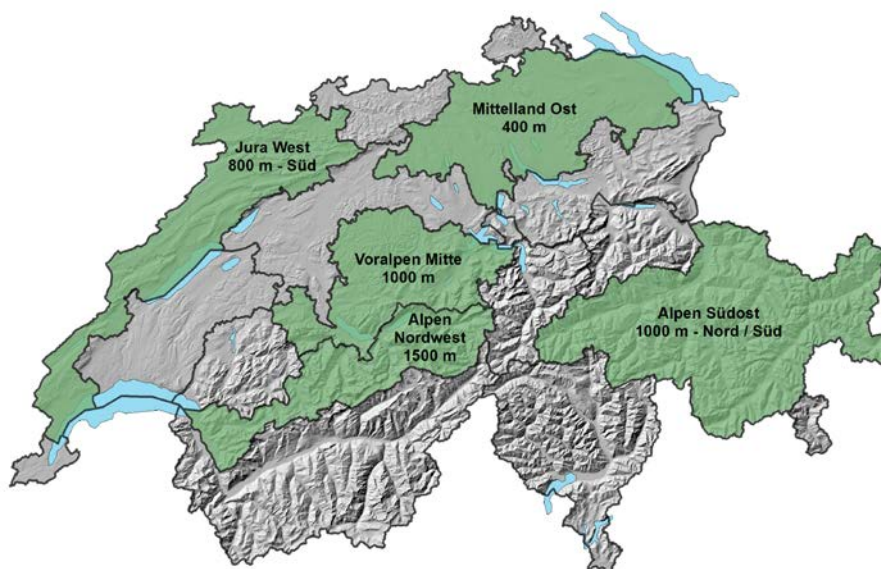 Mittelland Ost
400 m
Jura West
800 m - Süd
Voralpen Mitte
1000 m
Alpen
Nordwest
1500 m
Alpen Südost
1000 m - Nord / Süd